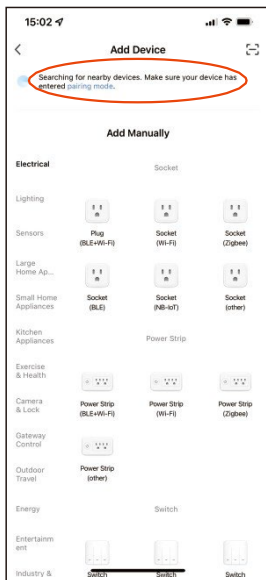 15:02
Add Device
Searching for nearby devices. Make sure your device has
entered pairing mode.
Add Manually
Electrical
Socket
Lighting
Sensors
Plug
(BLE+Wi-Fi)
Socket
(Wi-Fi)
Socket
(Zigbee)
Large
Home Ap...
Small Home
Appliances
Socket
(BLE)
Socket
(NB-IoT)
Socket
(other)
Kitchen
Appliances
Power Strip
Exercise
& Health
Camera
& Lock
Power Strip
(BLE+Wi-Fi)
Power Strip
(Wi-Fi)
Power Strip
(Zigbee)
Gateway
Control
Outdoor
Travel
Power Strip
(other)
Energy
Switch
Entertainm
ent
Industry &
Switch
Switch
Switch